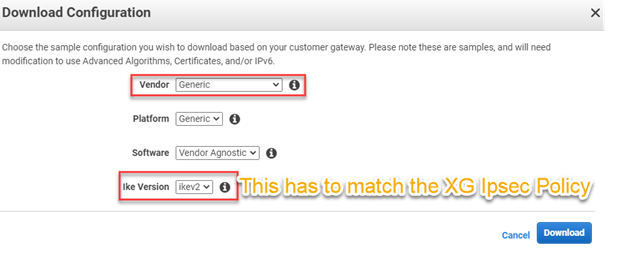 Download Configuration
Choose the sample configuration you wish to download based on your customer gateway. Please note these are samples, and will need
modification to use Advanced Algorithms, Certificates, and/or IPv6.
Vendor Generic
Platform Generic
Software Vendor Agnostic
Ike Version ikev2 This has to match the XG Ipsec Policy
Cancel Download